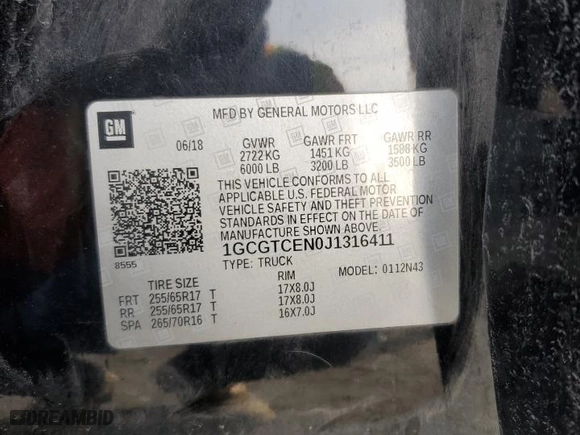 GM
MFD BY GENERAL MOTORS LLC
06/18 GVWR GAWR FRT GAWR RR
2722 KG 1451 KG 1588 KG
6000 LB 3200 LB 3500 LB
THIS VEHICLE CONFORMS TO ALL
APPLICABLE U.S. FEDERAL MOTOR
VEHICLE SAFETY AND THEFT PREVENTION
STANDARDS IN EFFECT ON THE DATE OF
MANUFACTURE SHOWN ABOVE.
8555 1GCGTCEN0J1316411
TYPE: TRUCK MODEL: 0112N43
TIRE SIZE RIM
FRT 255/65R17 T 17X8.0J
RR 255/65R17 T 17X8.0J
SPA 265/70R16 T 16X7.0J
DREAMBID